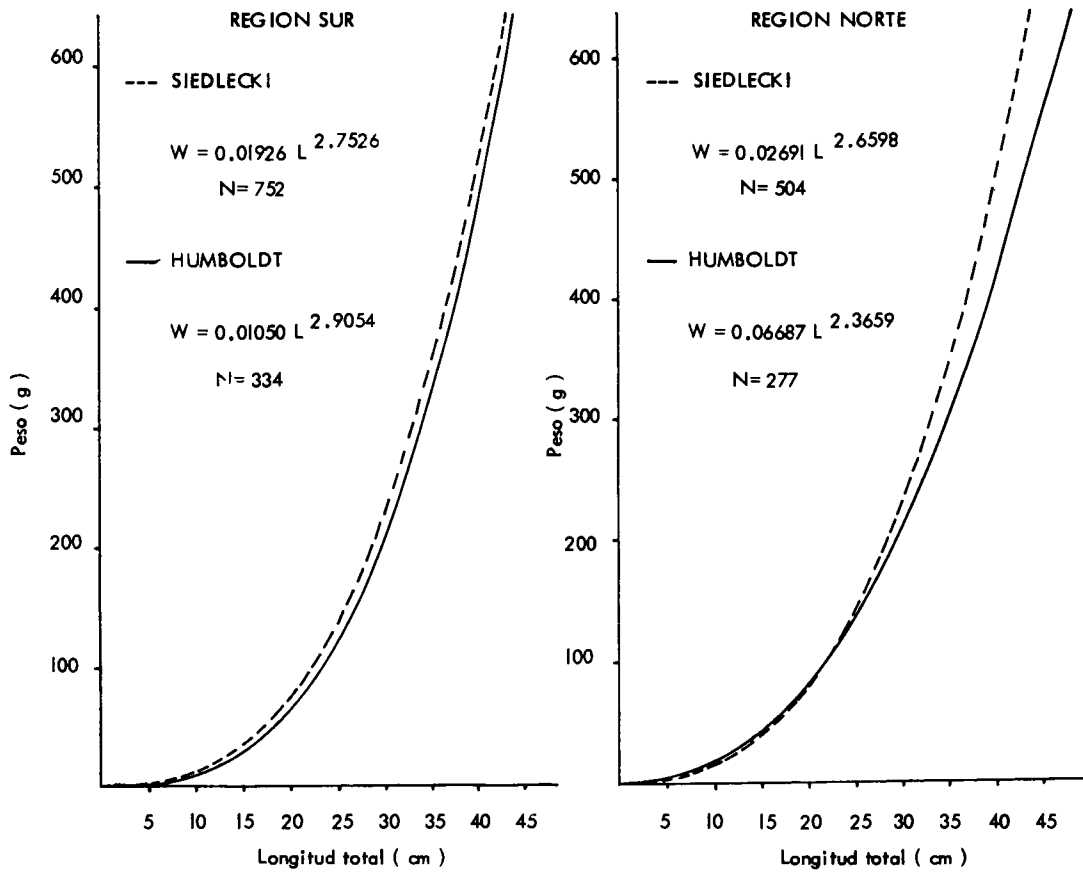 REGION SUR
--- SIEDLECKI
W = 0.01926 L 2.7526
N= 752
— HUMBOLDT
W = 0.01050 L 2.9054
N= 334
600
500
400
300
200
100
Peso ( g )
5 10 15 20 25 30 35 40 45
Longitud total ( cm )
REGION NORTE
--- SIEDLECKI
W = 0.02691 L 2.6598
N= 504
— HUMBOLDT
W = 0.06687 L 2.3659
N= 277
600
500
400
300
200
100
Peso ( g )
5 10 15 20 25 30 35 40 45
Longitud total ( cm )